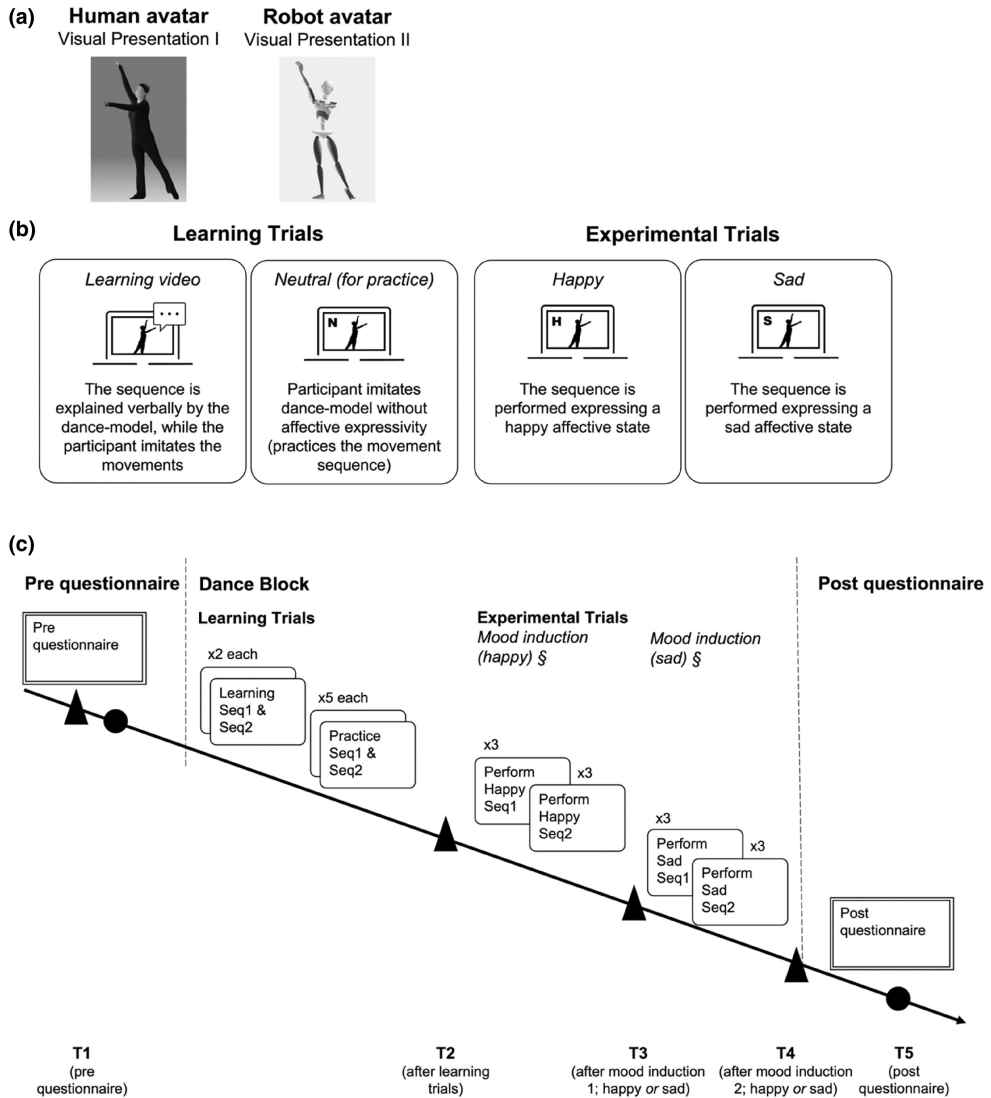 (a)
Human avatar
Visual Presentation I
Robot avatar
Visual Presentation II
(b)
Learning Trials
Experimental Trials
Learning video
The sequence is
explained verbally by the
dance-model, while the
participant imitates the
movements
Neutral (for practice)
N
Participant imitates
dance-model without
affective expressivity
(practices the movement
sequence)
Happy
H
The sequence is
performed expressing a
happy affective state
Sad
S
The sequence is
performed expressing a
sad affective state
(c)
Pre questionnaire
Dance Block
Post questionnaire
Pre
questionnaire
Learning Trials
x2 each
Learning
Seq1 &
Seq2
x5 each
Practice
Seq1 &
Seq2
Experimental Trials
Mood induction
(happy) §
Mood induction
(sad) §
x3
Perform
Happy
Seq1
x3
Perform
Happy
Seq2
x3
Perform
Sad
Seq1
x3
Perform
Sad
Seq2
Post
questionnaire
T1
(pre
questionnaire)
T2
(after learning
trials)
T3
(after mood induction
1; happy or sad)
T4
(after mood induction
2; happy or sad)
T5
(post
questionnaire)